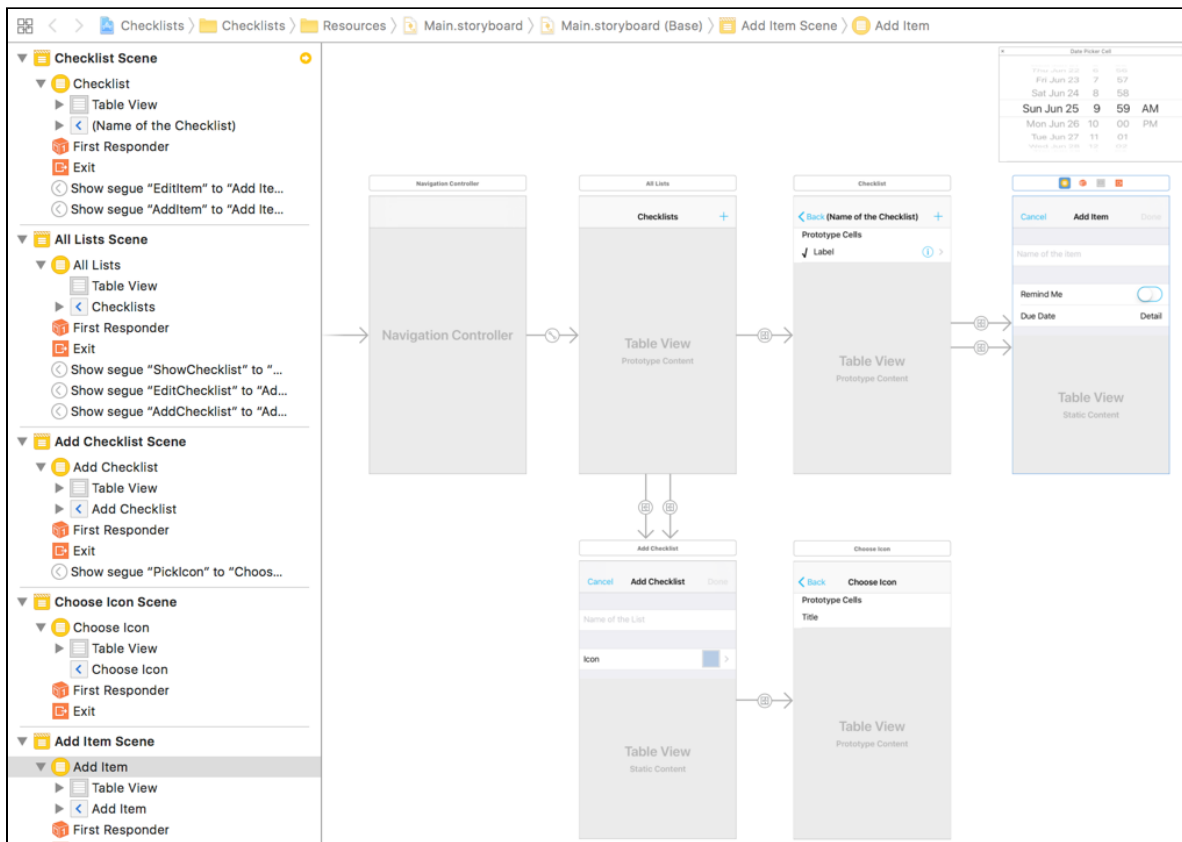 Checklists Checklists Resources Main.storyboard Main.storyboard (Base) Add Item Scene Add Item
Checklist Scene
Checklist
Table View
(Name of the Checklist)
First Responder
Exit
Show segue “EditItem” to “Add Ite...
Show segue “AddItem” to “Add Ite...
All Lists Scene
All Lists
Table View
Checklists
First Responder
Exit
Show segue “ShowChecklist” to “...
Show segue “EditChecklist” to “Ad...
Show segue “AddChecklist” to “Ad...
Add Checklist Scene
Add Checklist
Table View
Add Checklist
First Responder
Exit
Show segue “PickIcon” to “Choos...
Choose Icon Scene
Choose Icon
Table View
Choose Icon
First Responder
Exit
Add Item Scene
Add Item
Table View
Add Item
First Responder
Date Picker Cell
Fri Jun 23 7 57
Sat Jun 24 8 58
Sun Jun 25 9 59 AM
Mon Jun 26 10 00 PM
Tue Jun 27 11 01
Navigation Controller
Navigation Controller
All Lists
Checklists +
Table View
Prototype Content
Checklist
Back (Name of the Checklist) +
Prototype Cells
Label
Table View
Prototype Content
Cancel Add Item Done
Name of the Item
Remind Me
Due Date Detail
Table View
Static Content
Add Checklist
Cancel Add Checklist Done
Name of the List
Icon
Table View
Static Content
Choose Icon
Back Choose Icon
Prototype Cells
Title
Table View
Prototype Content